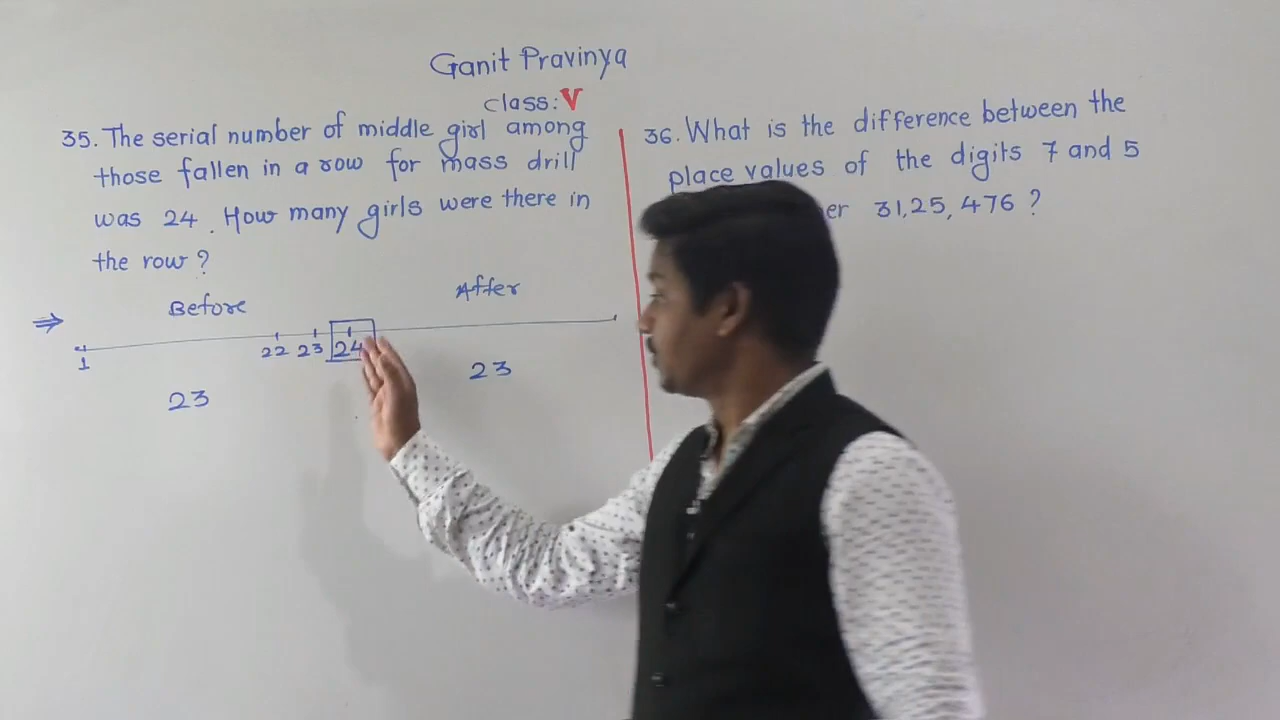 Ganit Pravinya
class: V
35. The serial number of middle girl among
those fallen in a row for mass drill
was 24. How many girls were there in
the row?
Before After
⇒
1 22 23 24
23 23
36. What is the difference between the
place values of the digits 7 and 5
er 31,25,476?